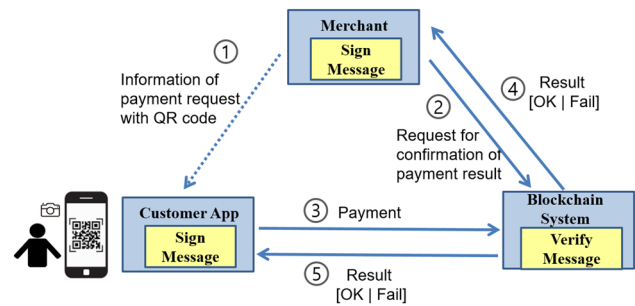 Merchant
Sign
Message
①
Information of
payment request
with QR code
②
Request for
confirmation of
payment result
④
Result
[OK | Fail]
Customer App
Sign
Message
③ Payment
Blockchain
System
Verify
Message
⑤ Result
[OK | Fail]